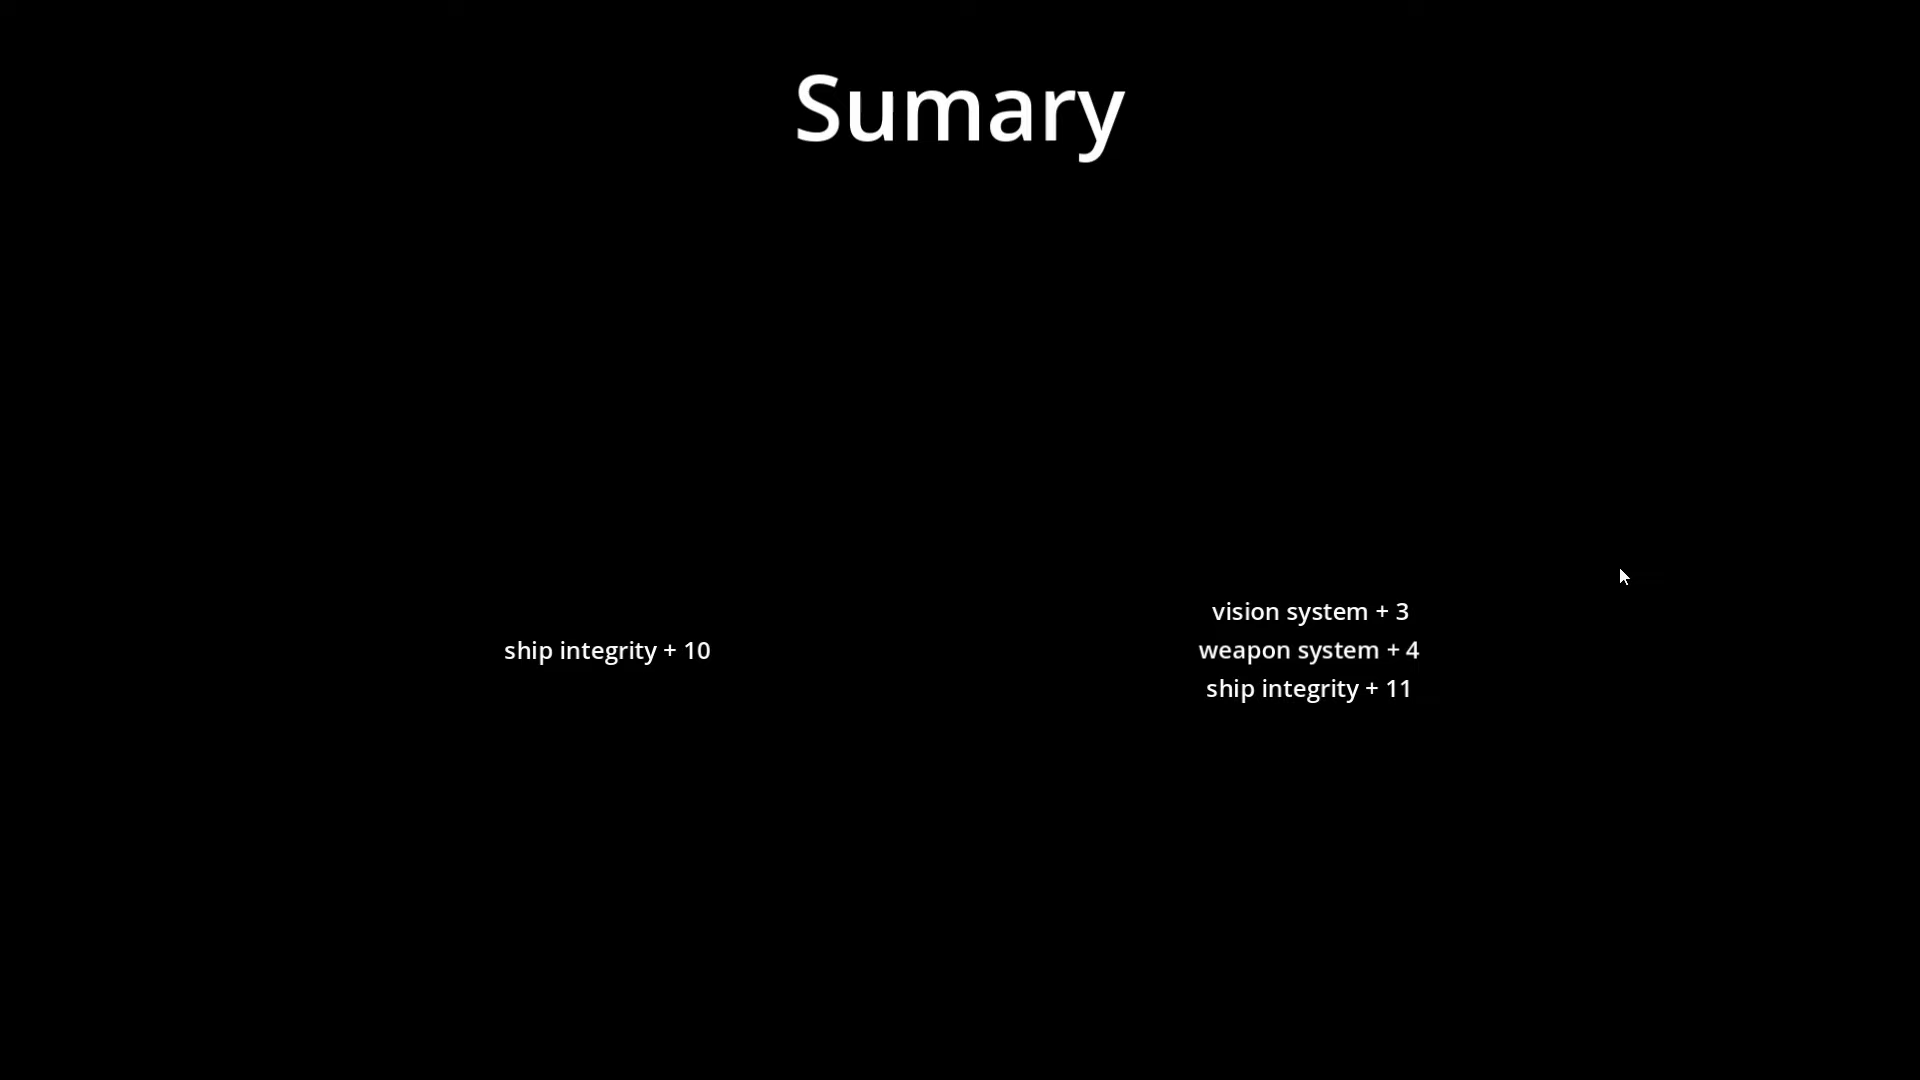 Sumary
ship integrity + 10
vision system + 3
weapon system + 4
ship integrity + 11